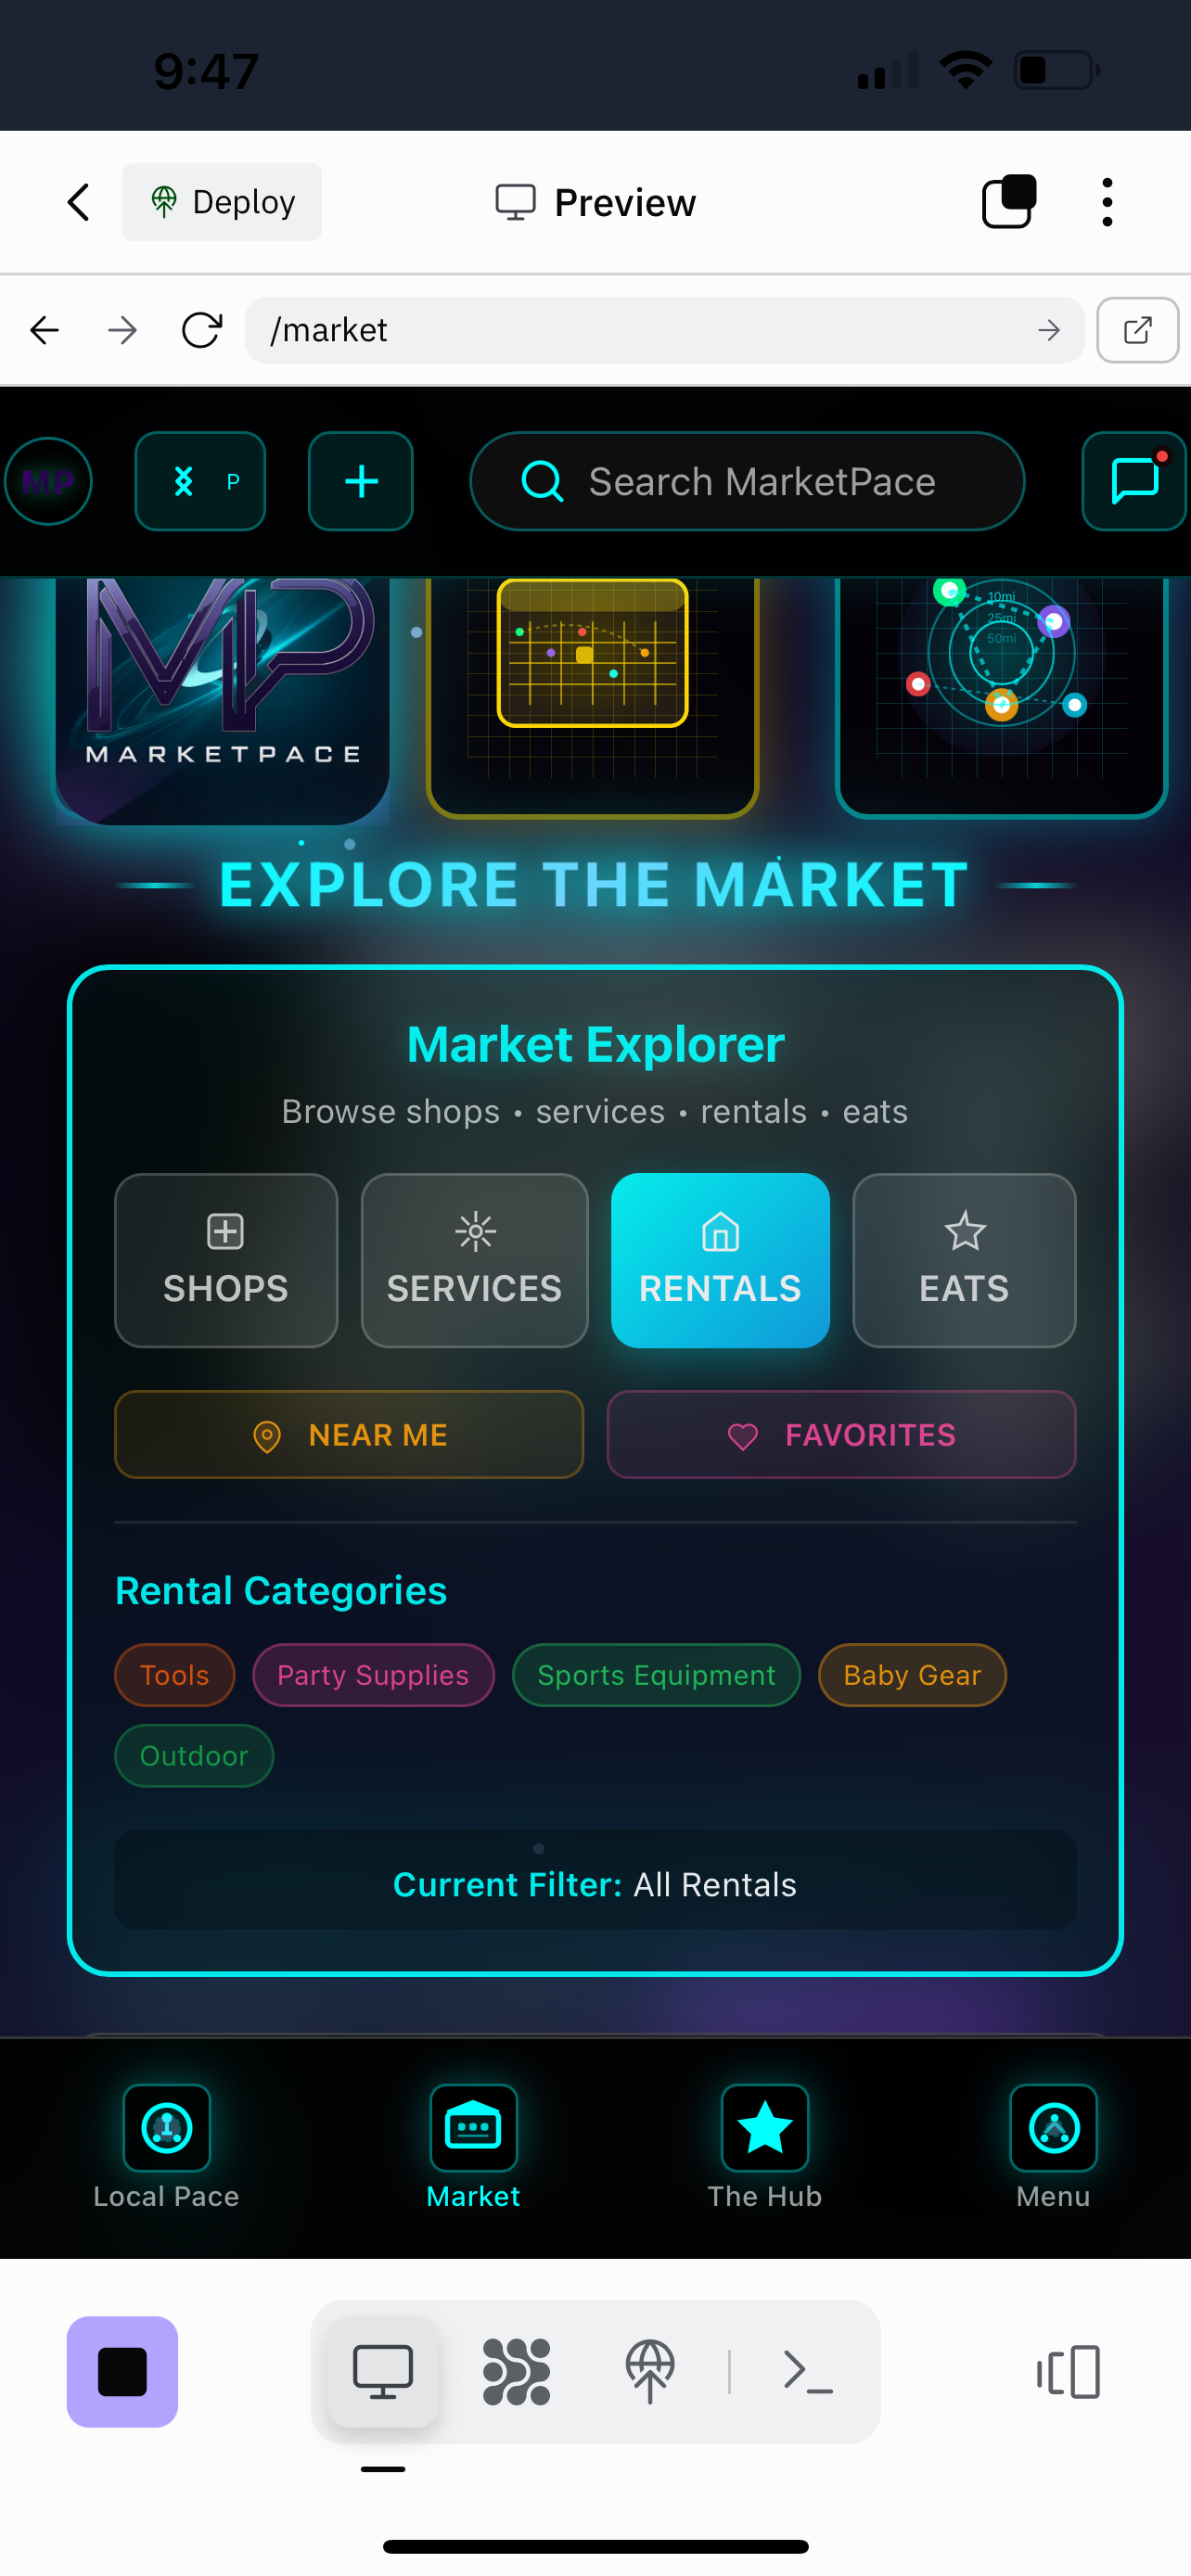 9:47
Deploy
Preview
/market
MP
P
Search MarketPace
MP
MARKETPACE
10mi
25mi
50mi
EXPLORE THE MARKET
Market Explorer
Browse shops • services • rentals • eats
SHOPS
SERVICES
RENTALS
EATS
NEAR ME
FAVORITES
Rental Categories
Tools
Party Supplies
Sports Equipment
Baby Gear
Outdoor
Current Filter: All Rentals
Local Pace
Market
The Hub
Menu